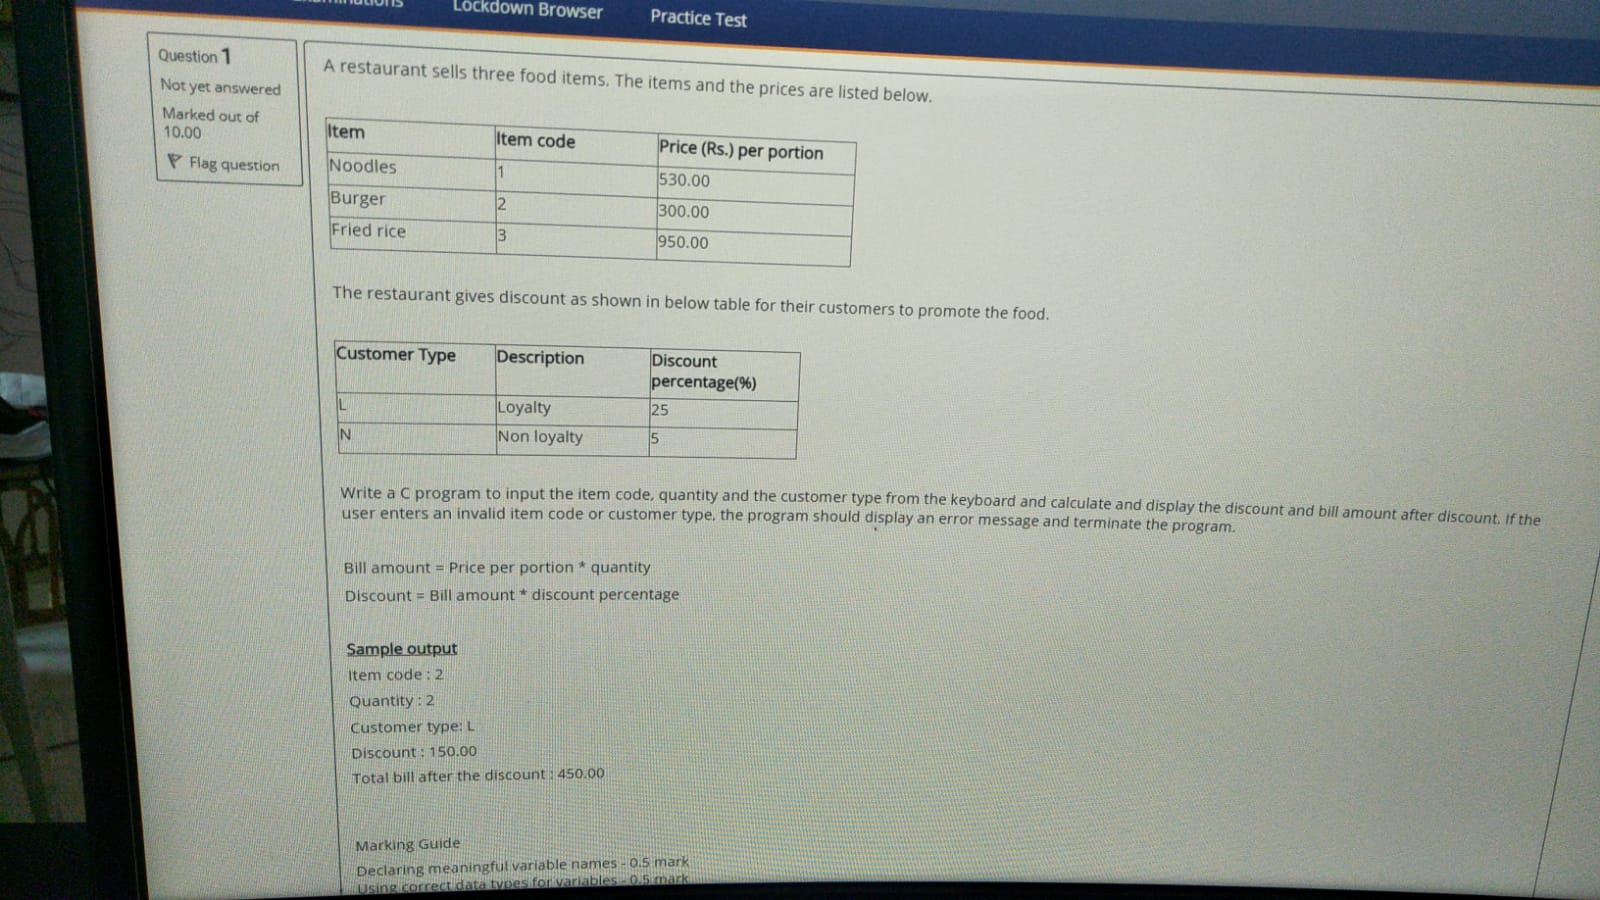 Lockdown Browser
Practice Test
Question 1
Not yet answered
Marked out of
10.00
Flag question
A restaurant sells three food items. The items and the prices are listed below.
Item Item code Price (Rs.) per portion
Noodles 1 530.00
Burger 2 300.00
Fried rice 3 950.00
The restaurant gives discount as shown in below table for their customers to promote the food.
Customer Type Description Discount
percentage(%)
L Loyalty 25
N Non loyalty 5
Write a C program to input the item code, quantity and the customer type from the keyboard and calculate and display the discount and bill amount after discount. If the
user enters an invalid item code or customer type, the program should display an error message and terminate the program.
Bill amount = Price per portion * quantity
Discount = Bill amount * discount percentage
Sample output
Item code : 2
Quantity : 2
Customer type: L
Discount : 150.00
Total bill after the discount : 450.00
Marking Guide
Declaring meaningful variable names - 0.5 mark
Using correct data types for variables - 0.5 mark